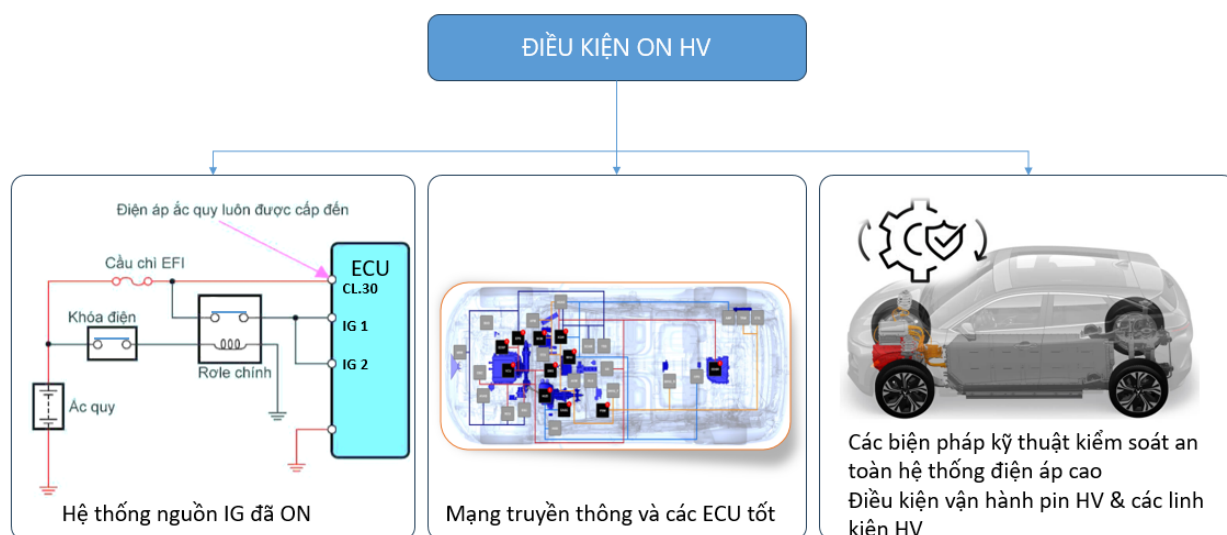 ĐIỀU KIỆN ON HV
Điện áp ắc quy luôn được cấp đến
Cầu chì EFI
ECU
CL.30
Khóa điện
IG 1
Rơle chính
IG 2
Ắc quy
Hệ thống nguồn IG đã ON
Mạng truyền thông và các ECU tốt
Các biện pháp kỹ thuật kiểm soát an
toàn hệ thống điện áp cao
Điều kiện vận hành pin HV & các linh
kiện HV